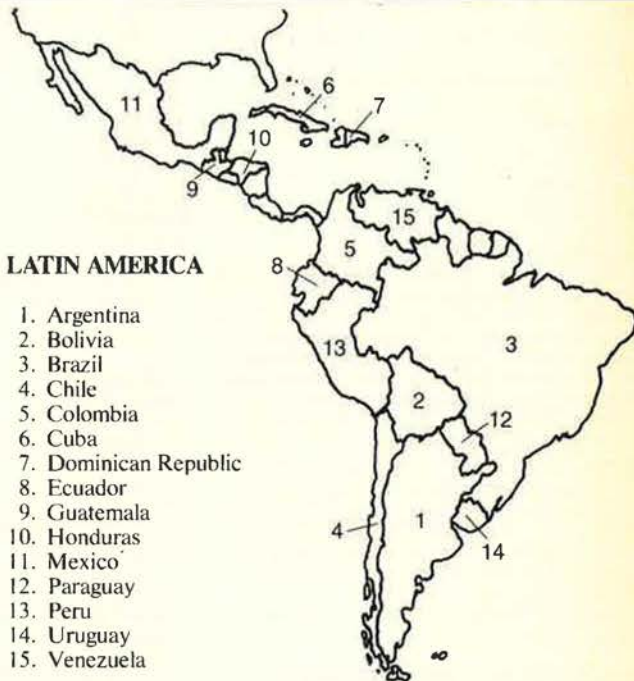 6
7
11
10
9
15
5
LATIN AMERICA
8
1. Argentina
2. Bolivia
3. Brazil
4. Chile
5. Colombia
6. Cuba
7. Dominican Republic
8. Ecuador
9. Guatemala
10. Honduras
11. Mexico
12. Paraguay
13. Peru
14. Uruguay
15. Venezuela
13
3
2
12
4
1
14